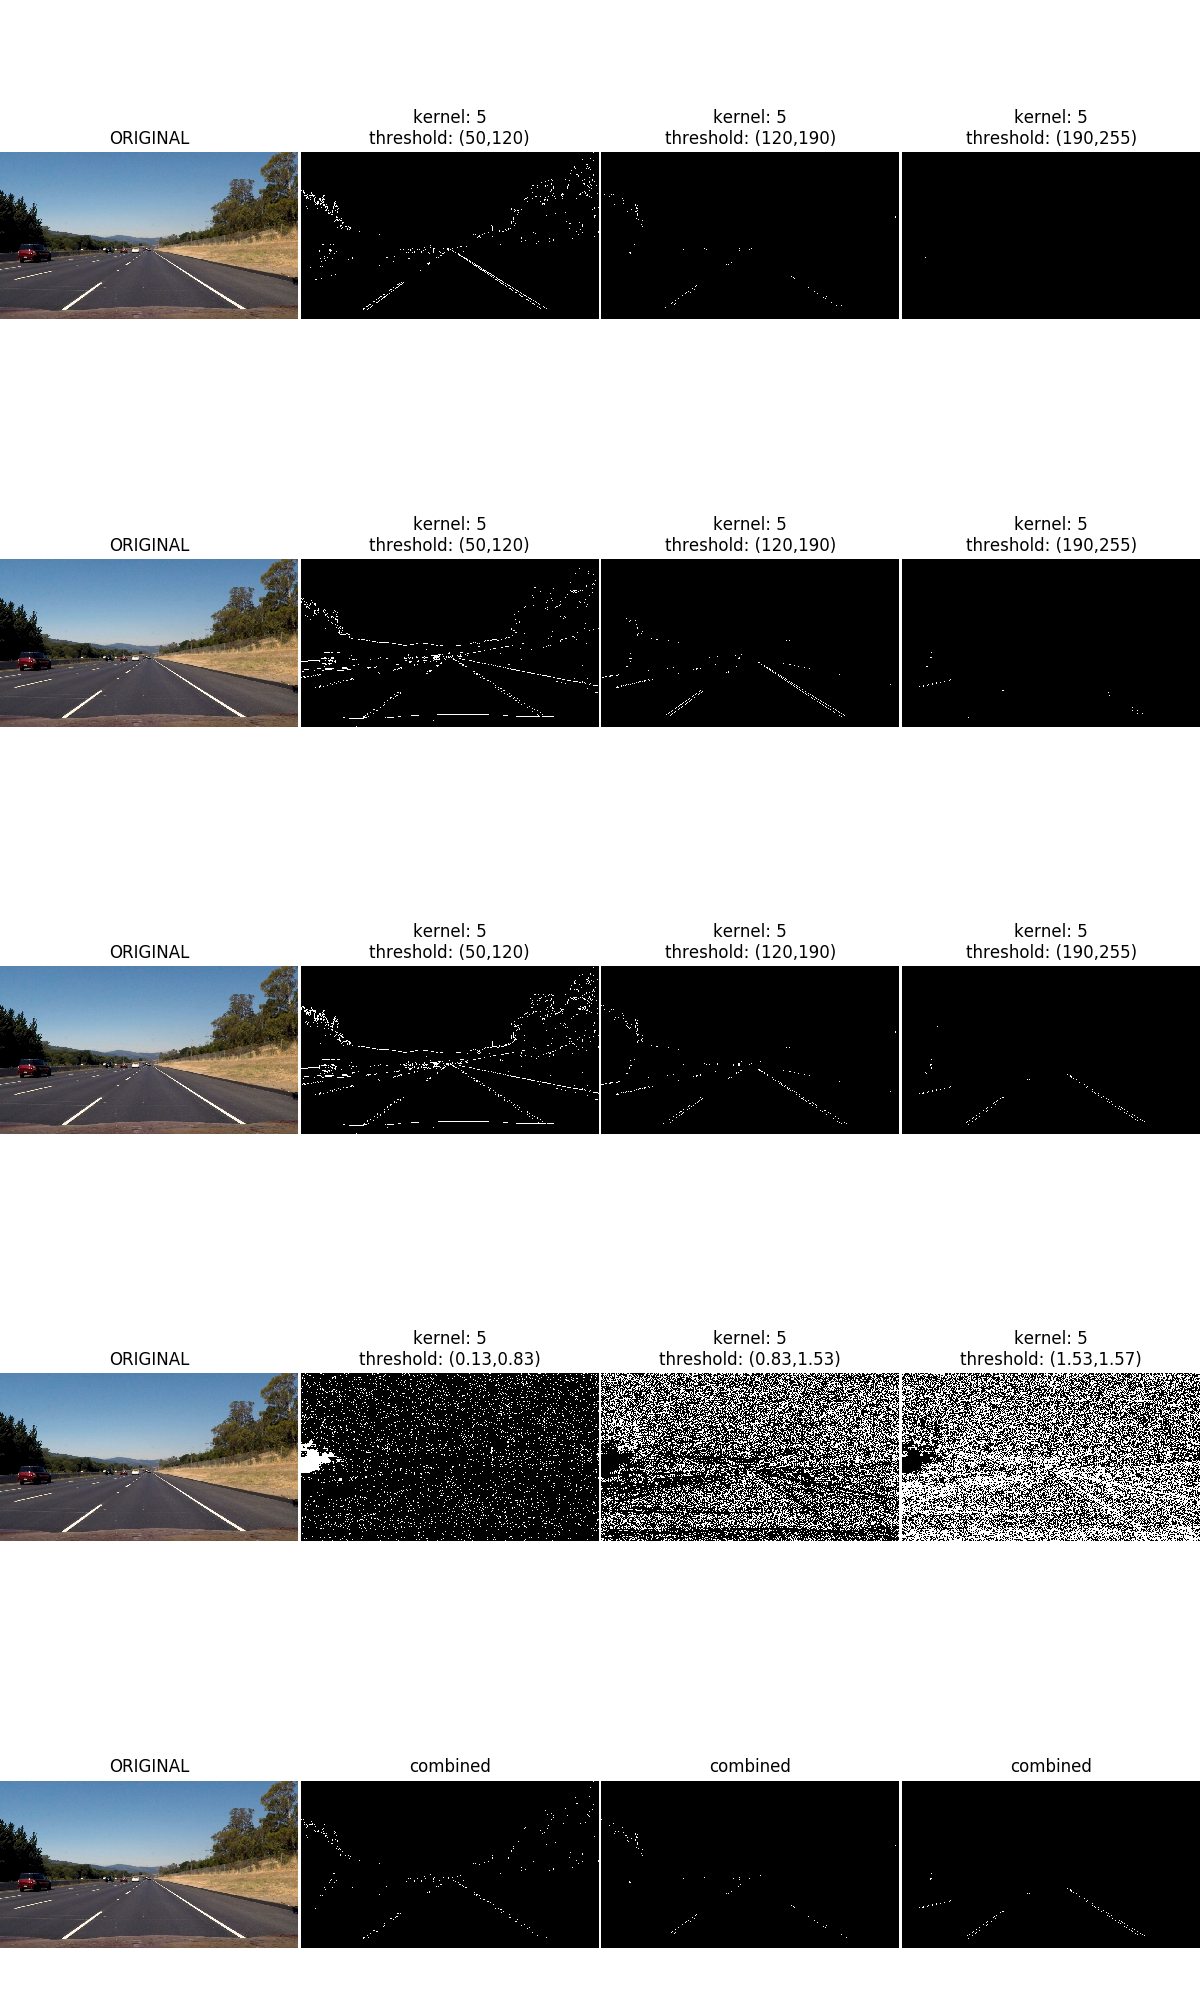 ORIGINAL
kernel: 5
threshold: (50,120)
kernel: 5
threshold: (120,190)
kernel: 5
threshold: (190,255)
ORIGINAL
kernel: 5
threshold: (50,120)
kernel: 5
threshold: (120,190)
kernel: 5
threshold: (190,255)
ORIGINAL
kernel: 5
threshold: (50,120)
kernel: 5
threshold: (120,190)
kernel: 5
threshold: (190,255)
ORIGINAL
kernel: 5
threshold: (0.13,0.83)
kernel: 5
threshold: (0.83,1.53)
kernel: 5
threshold: (1.53,1.57)
ORIGINAL
combined
combined
combined